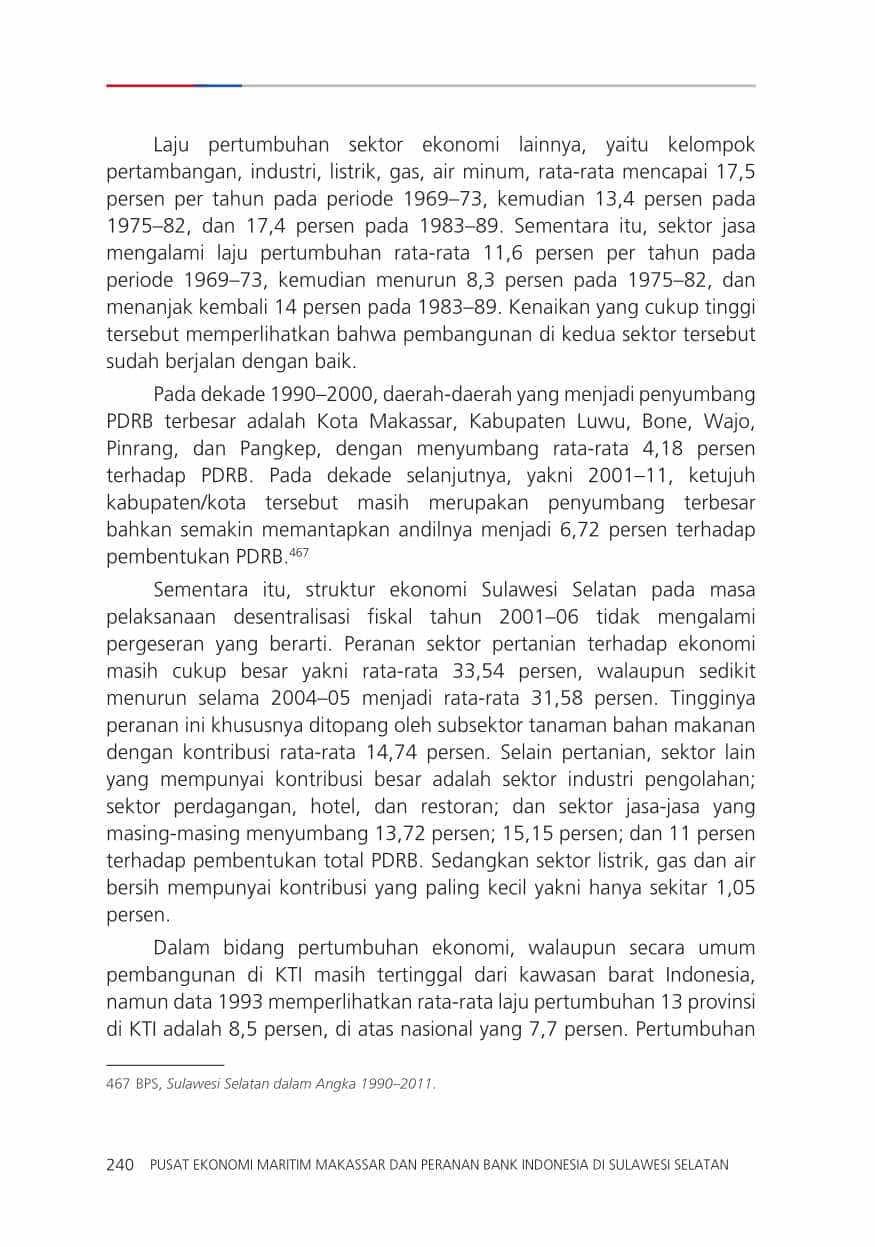 Laju pertumbuhan sektor ekonomi lainnya, yaitu kelompok
pertambangan, industri, listrik, gas, air minum, rata-rata mencapai 17,5
persen per tahun pada periode 1969–73, kemudian 13,4 persen pada
1975–82, dan 17,4 persen pada 1983–89. Sementara itu, sektor jasa
mengalami laju pertumbuhan rata-rata 11,6 persen per tahun pada
periode 1969–73, kemudian menurun 8,3 persen pada 1975–82, dan
menanjak kembali 14 persen pada 1983–89. Kenaikan yang cukup tinggi
tersebut memperlihatkan bahwa pembangunan di kedua sektor tersebut
sudah berjalan dengan baik.
Pada dekade 1990–2000, daerah-daerah yang menjadi penyumbang
PDRB terbesar adalah Kota Makassar, Kabupaten Luwu, Bone, Wajo,
Pinrang, dan Pangkep, dengan menyumbang rata-rata 4,18 persen
terhadap PDRB. Pada dekade selanjutnya, yakni 2001–11, ketujuh
kabupaten/kota tersebut masih merupakan penyumbang terbesar
bahkan semakin memantapkan andilnya menjadi 6,72 persen terhadap
pembentukan PDRB.467
Sementara itu, struktur ekonomi Sulawesi Selatan pada masa
pelaksanaan desentralisasi fiskal tahun 2001–06 tidak mengalami
pergeseran yang berarti. Peranan sektor pertanian terhadap ekonomi
masih cukup besar yakni rata-rata 33,54 persen, walaupun sedikit
menurun selama 2004–05 menjadi rata-rata 31,58 persen. Tingginya
peranan ini khususnya ditopang oleh subsektor tanaman bahan makanan
dengan kontribusi rata-rata 14,74 persen. Selain pertanian, sektor lain
yang mempunyai kontribusi besar adalah sektor industri pengolahan;
sektor perdagangan, hotel, dan restoran; dan sektor jasa-jasa yang
masing-masing menyumbang 13,72 persen; 15,15 persen; dan 11 persen
terhadap pembentukan total PDRB. Sedangkan sektor listrik, gas dan air
bersih mempunyai kontribusi yang paling kecil yakni hanya sekitar 1,05
persen.
Dalam bidang pertumbuhan ekonomi, walaupun secara umum
pembangunan di KTI masih tertinggal dari kawasan barat Indonesia,
namun data 1993 memperlihatkan rata-rata laju pertumbuhan 13 provinsi
di KTI adalah 8,5 persen, di atas nasional yang 7,7 persen. Pertumbuhan
467 BPS, Sulawesi Selatan dalam Angka 1990–2011.
240 PUSAT EKONOMI MARITIM MAKASSAR DAN PERANAN BANK INDONESIA DI SULAWESI SELATAN